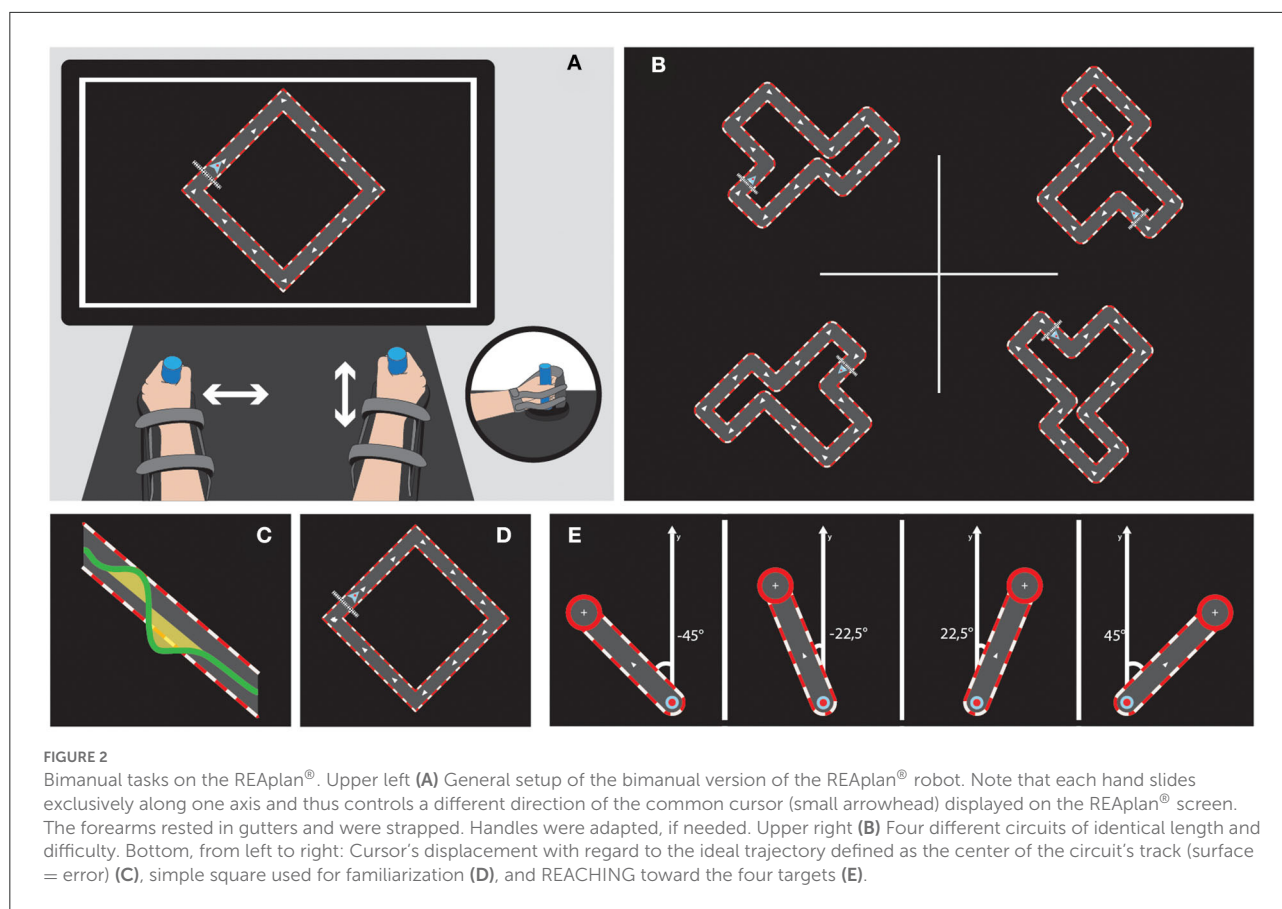 A
B
C
D
E
y
-45°
y
-22,5°
y
22,5°
y
45°
FIGURE 2
Bimanual tasks on the REAplan®. Upper left (A) General setup of the bimanual version of the REAplan® robot. Note that each hand slides
exclusively along one axis and thus controls a different direction of the common cursor (small arrowhead) displayed on the REAplan® screen.
The forearms rested in gutters and were strapped. Handles were adapted, if needed. Upper right (B) Four different circuits of identical length and
difficulty. Bottom, from left to right: Cursor's displacement with regard to the ideal trajectory defined as the center of the circuit's track (surface
= error) (C), simple square used for familiarization (D), and REACHING toward the four targets (E).